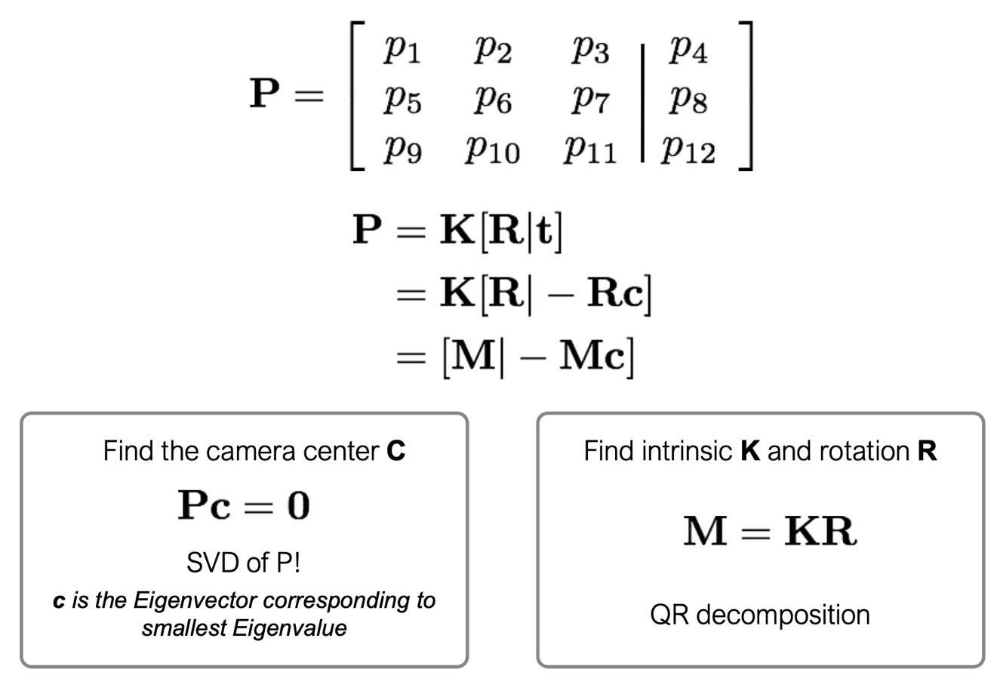 P = [ p₁ p₂ p₃ | p₄
p₅ p₆ p₇ | p₈
p₉ p₁₀ p₁₁ | p₁₂ ]
P = K[R|t]
= K[R| − Rc]
= [M| − Mc]
Find the camera center C
Pc = 0
SVD of P!
c is the Eigenvector corresponding to
smallest Eigenvalue
Find intrinsic K and rotation R
M = KR
QR decomposition